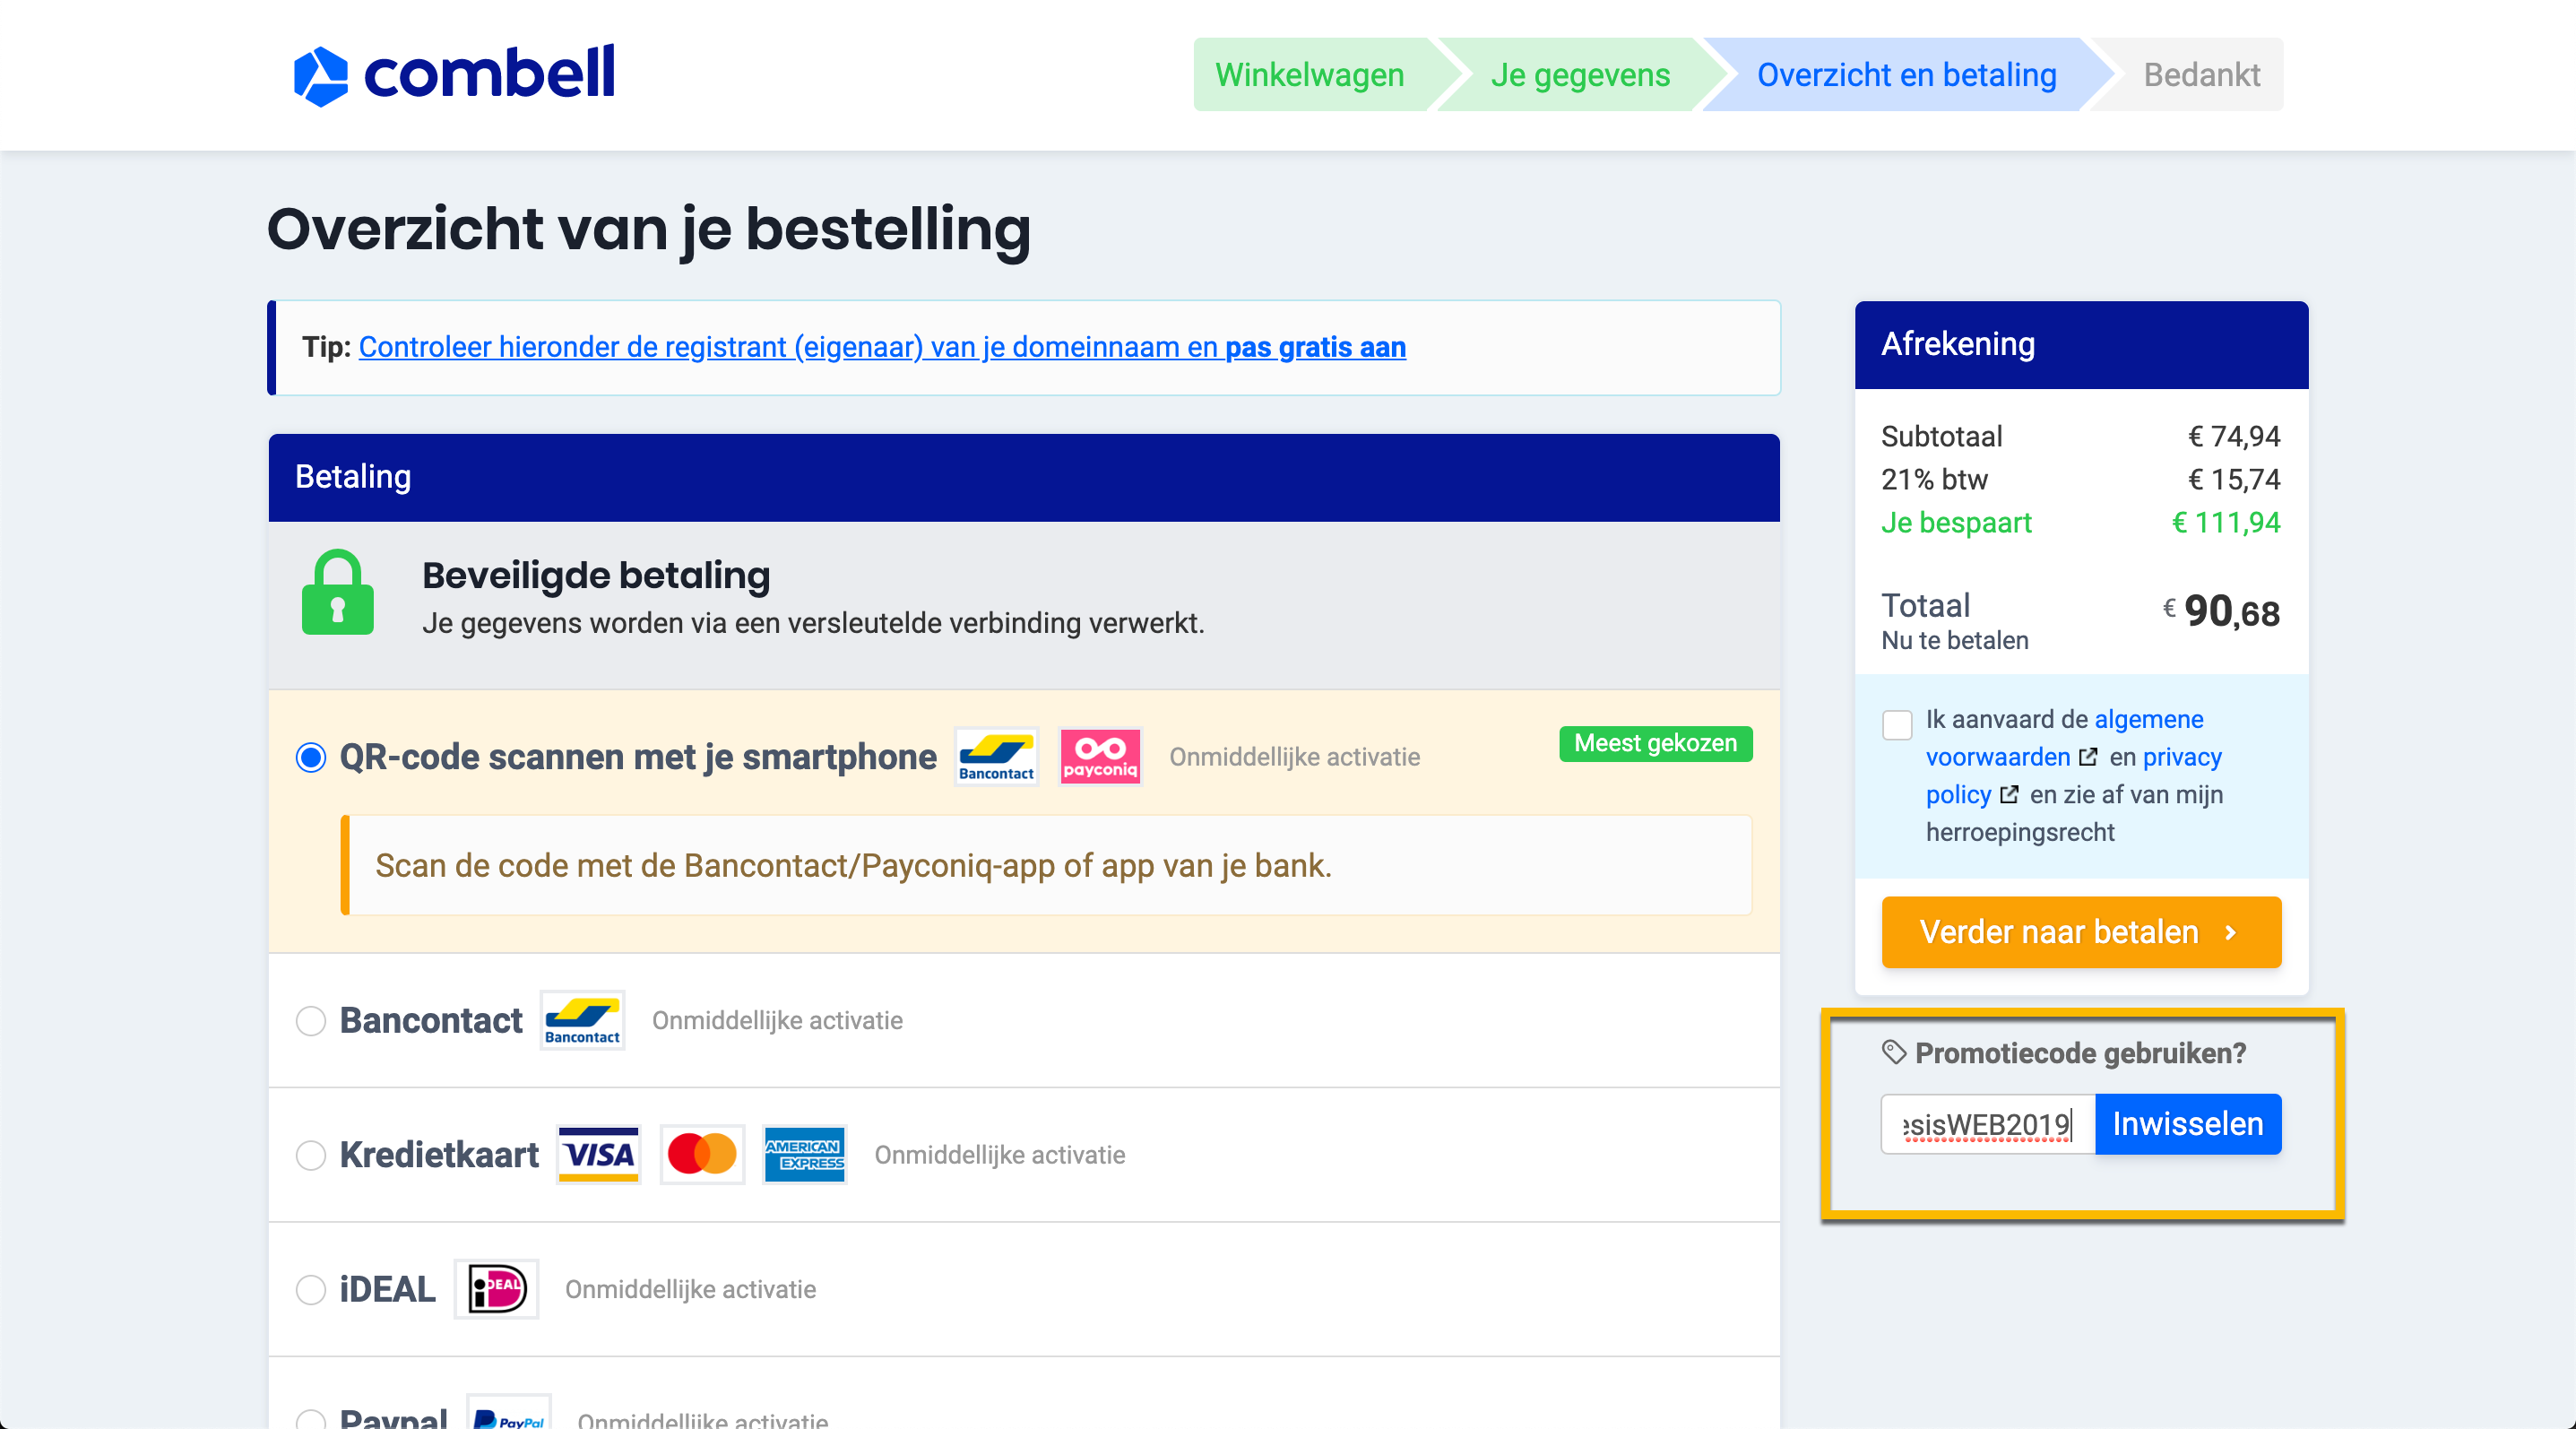 combell
Winkelwagen
Je gegevens
Overzicht en betaling
Bedankt
Overzicht van je bestelling
Tip: Controleer hieronder de registrant (eigenaar) van je domeinnaam en pas gratis aan
Betaling
Beveiligde betaling
Je gegevens worden via een versleutelde verbinding verwerkt.
QR-code scannen met je smartphone Bancontact payconiq Onmiddellijke activatie Meest gekozen
Scan de code met de Bancontact/Payconiq-app of app van je bank.
Bancontact Bancontact Onmiddellijke activatie
Kredietkaart VISA AMERICAN EXPRESS Onmiddellijke activatie
iDEAL iDEAL Onmiddellijke activatie
Paypal PayPal Onmiddellijke activatie
Afrekening
Subtotaal € 74,94
21% btw € 15,74
Je bespaart € 111,94
Totaal € 90,68
Nu te betalen
Ik aanvaard de algemene
voorwaarden en privacy
policy en zie af van mijn
herroepingsrecht
Verder naar betalen
Promotiecode gebruiken?
esisWEB2019 Inwisselen